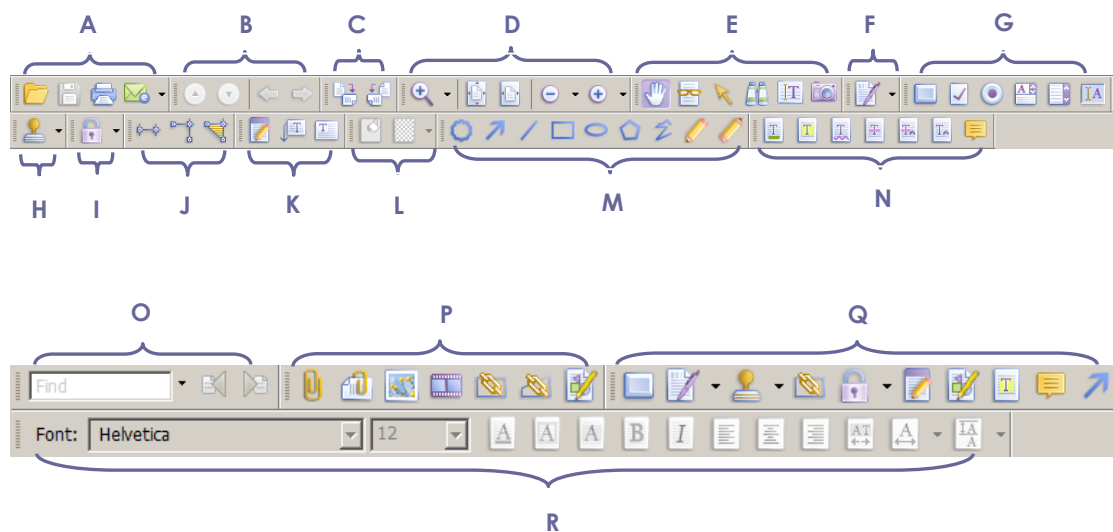 A B C D E F G
H I J K L M N
O P Q
Find
Font: Helvetica 12
R